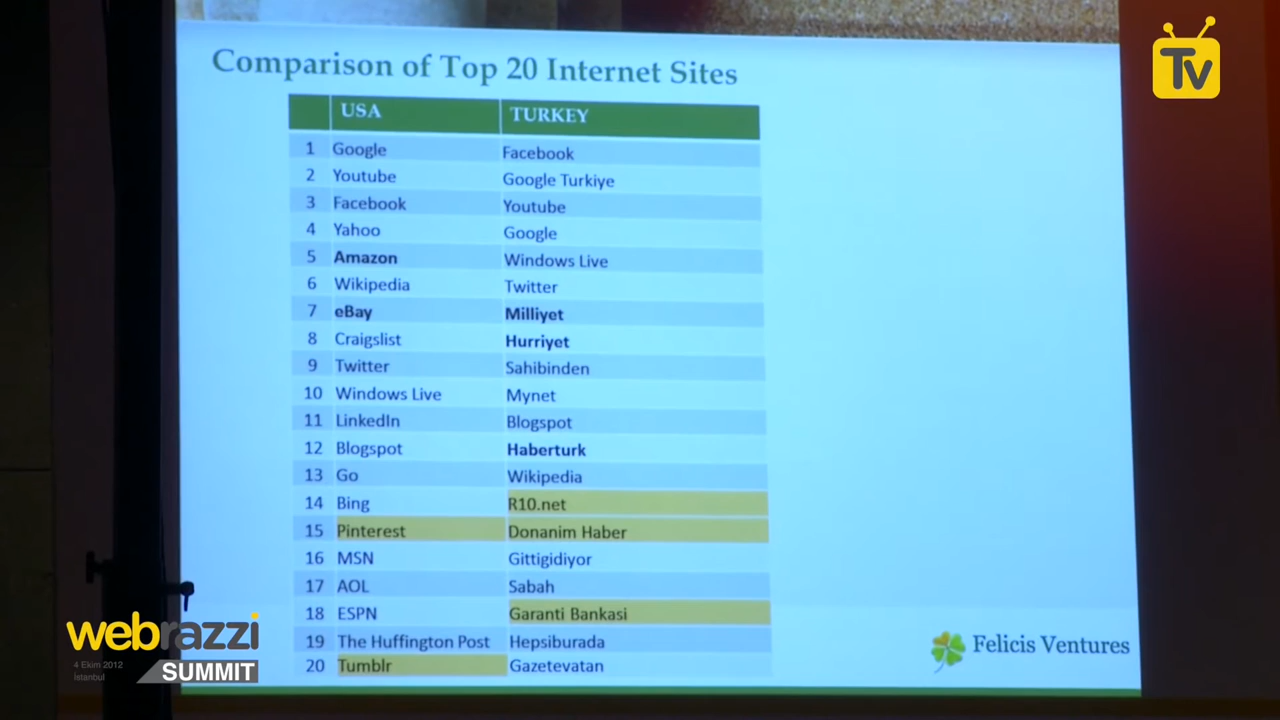 Comparison of Top 20 Internet Sites
Tv
USA TURKEY
1 Google Facebook
2 Youtube Google Turkiye
3 Facebook Youtube
4 Yahoo Google
5 Amazon Windows Live
6 Wikipedia Twitter
7 eBay Milliyet
8 Craigslist Hurriyet
9 Twitter Sahibinden
10 Windows Live Mynet
11 LinkedIn Blogspot
12 Blogspot Haberturk
13 Go Wikipedia
14 Bing R10.net
15 Pinterest Donanim Haber
16 MSN Gittigidiyor
17 AOL Sabah
18 ESPN Garanti Bankasi
19 The Huffington Post Hepsiburada
20 Tumblr Gazetevatan
Felicis Ventures
webrazzi
4 Ekim 2012
İstanbul
SUMMIT